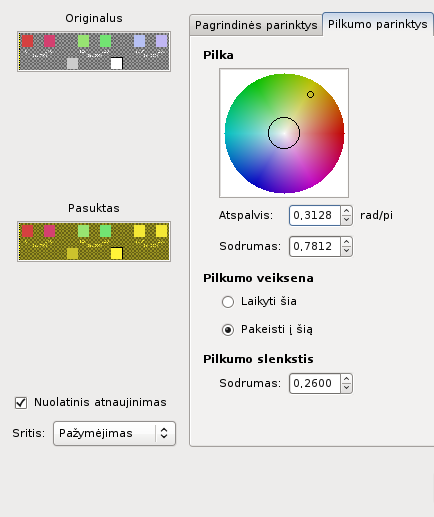 Originalus
Pasuktas
Nuolatinis atnaujinimas
Sritis: Pažymėjimas
Pagrindinės parinktys
Pilkumo parinktys
Pilka
Atspalvis: 0,3128 rad/pi
Sodrumas: 0,7812
Pilkumo veiksena
Laikyti šia
Pakeisti į šią
Pilkumo slenkstis
Sodrumas: 0,2600